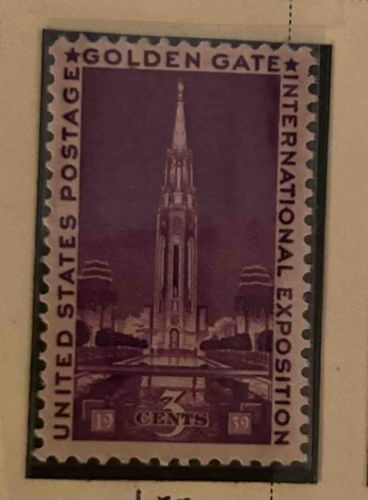 ★GOLDEN GATE★
UNITED STATES POSTAGE
INTERNATIONAL EXPOSITION
19 3 39
CENTS